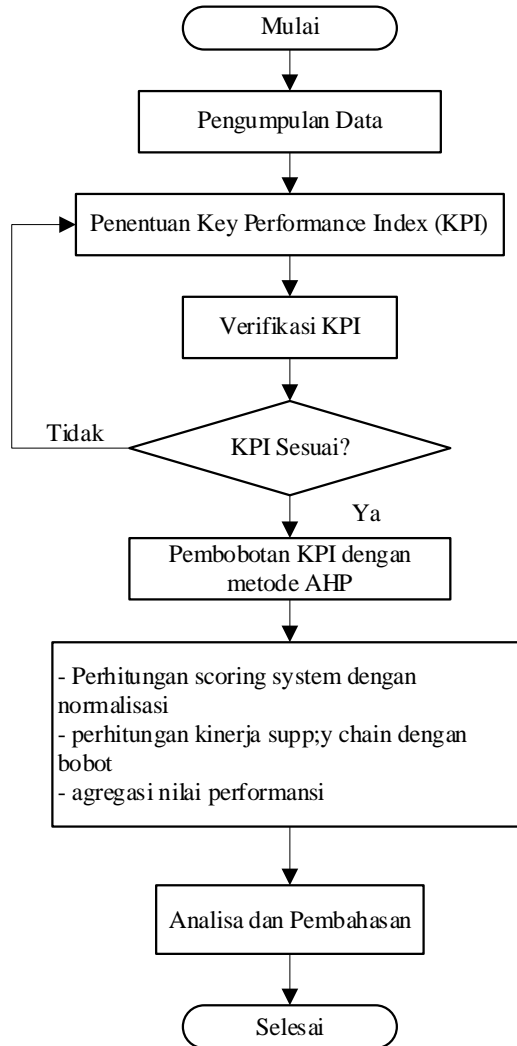 Mulai
Pengumpulan Data
Penentuan Key Performance Index (KPI)
Verifikasi KPI
Tidak
KPI Sesuai?
Ya
Pembobotan KPI dengan
metode AHP
- Perhitungan scoring system dengan
normalisasi
- perhitungan kinerja supp;y chain dengan
bobot
- agregasi nilai performansi
Analisa dan Pembahasan
Selesai